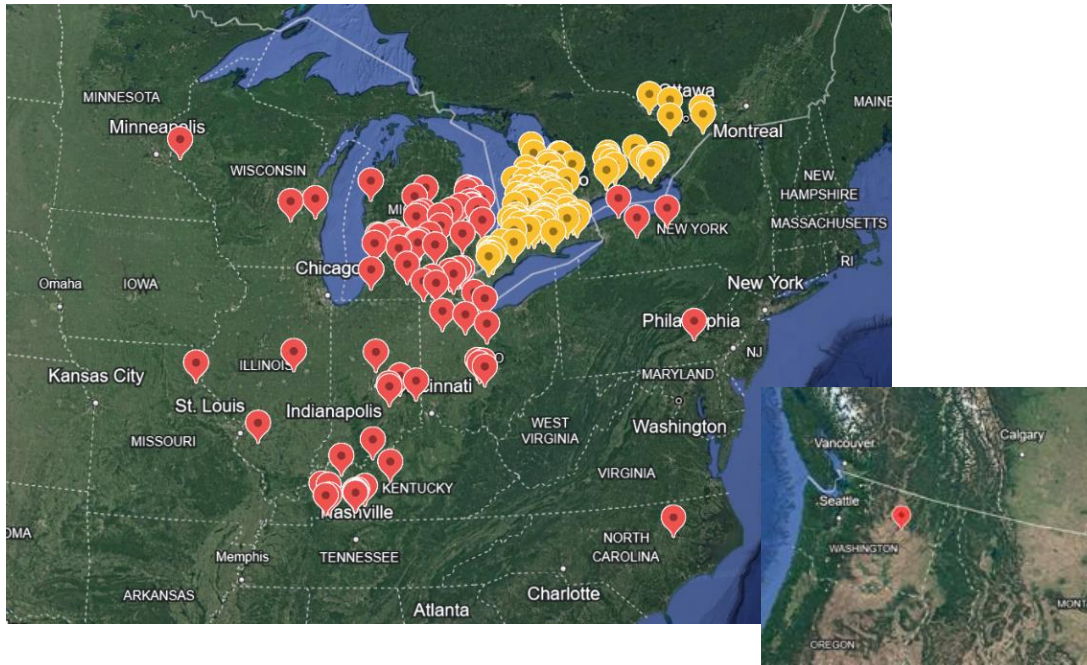 MINNESOTA
Minneapolis
WISCONSIN
Ottawa
Montreal
MAINE
NEW
HAMPSHIRE
MASSACHUSETTS
NEW YORK
RI
Chicago
Omaha
IOWA
New York
Philadelphia
NJ
ILLINOIS
Kansas City
MARYLAND
St. Louis
Indianapolis
Washington
MISSOURI
WEST
VIRGINIA
VIRGINIA
KENTUCKY
Nashville
NORTH
CAROLINA
Memphis
TENNESSEE
ARKANSAS
Charlotte
Atlanta
Vancouver
Calgary
Seattle
WASHINGTON
OREGON